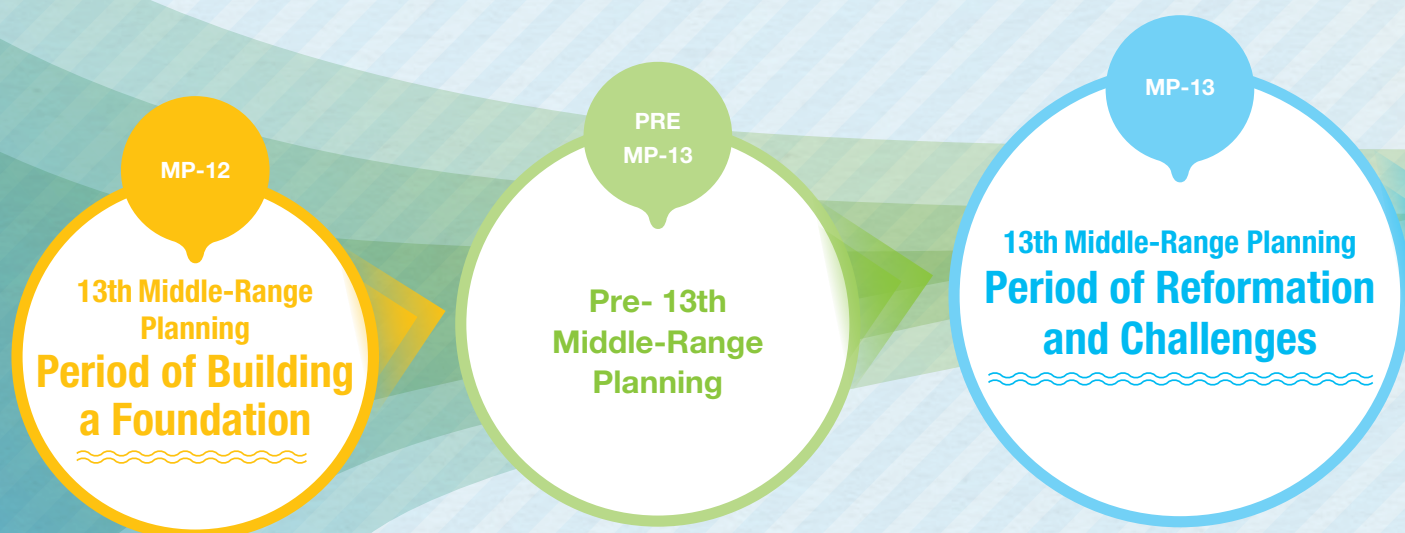 MP-12
13th Middle-Range
Planning
Period of Building
a Foundation
PRE
MP-13
Pre- 13th
Middle-Range
Planning
MP-13
13th Middle-Range Planning
Period of Reformation
and Challenges